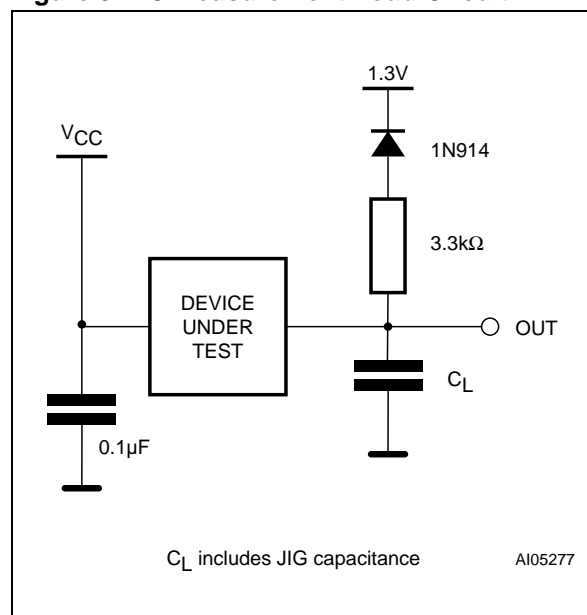 1.3V
VCC
1N914
3.3kΩ
DEVICE
UNDER
TEST
OUT
CL
0.1µF
CL includes JIG capacitance
AI05277